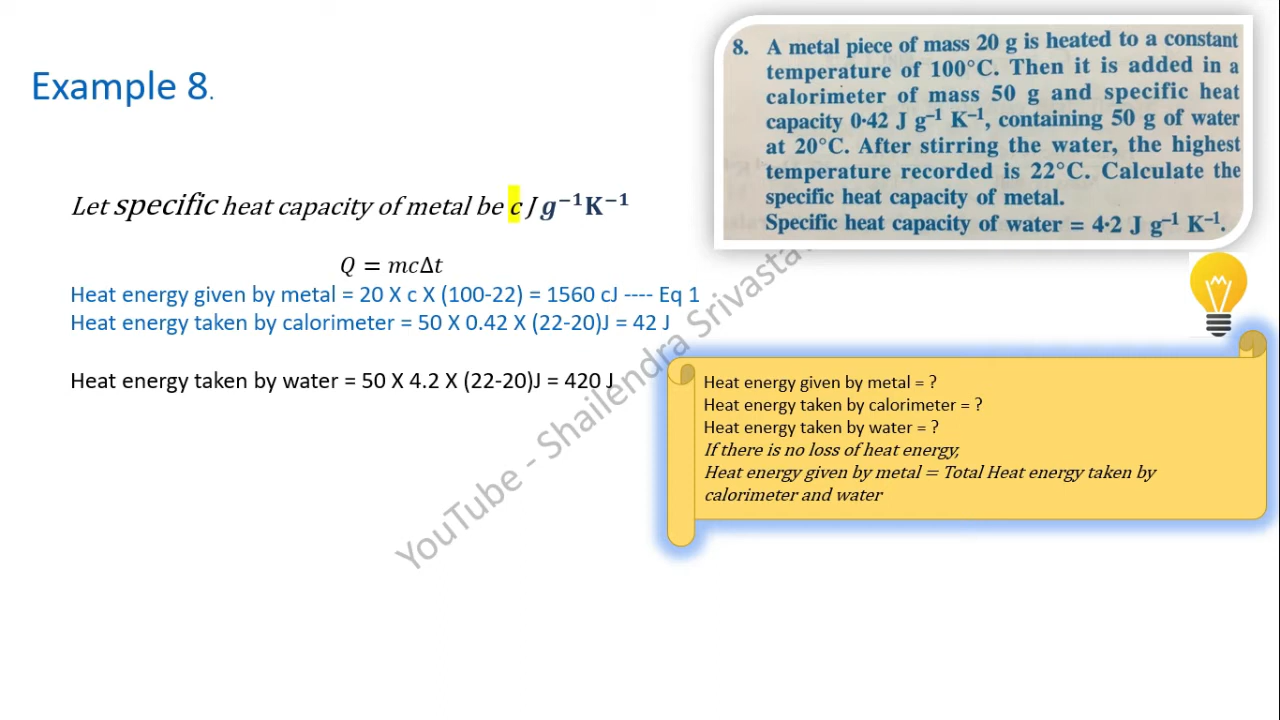 Example 8.
8. A metal piece of mass 20 g is heated to a constant
temperature of 100°C. Then it is added in a
calorimeter of mass 50 g and specific heat
capacity 0·42 J g⁻¹ K⁻¹, containing 50 g of water
at 20°C. After stirring the water, the highest
temperature recorded is 22°C. Calculate the
specific heat capacity of metal.
Specific heat capacity of water = 4·2 J g⁻¹ K⁻¹.
Let specific heat capacity of metal be c J g⁻¹K⁻¹
Q = mcΔt
Heat energy given by metal = 20 X c X (100-22) = 1560 cJ ---- Eq 1
Heat energy taken by calorimeter = 50 X 0.42 X (22-20)J = 42 J
Heat energy taken by water = 50 X 4.2 X (22-20)J = 420 J
Heat energy given by metal = ?
Heat energy taken by calorimeter = ?
Heat energy taken by water = ?
If there is no loss of heat energy,
Heat energy given by metal = Total Heat energy taken by
calorimeter and water
YouTube - Shailendra Srivasta